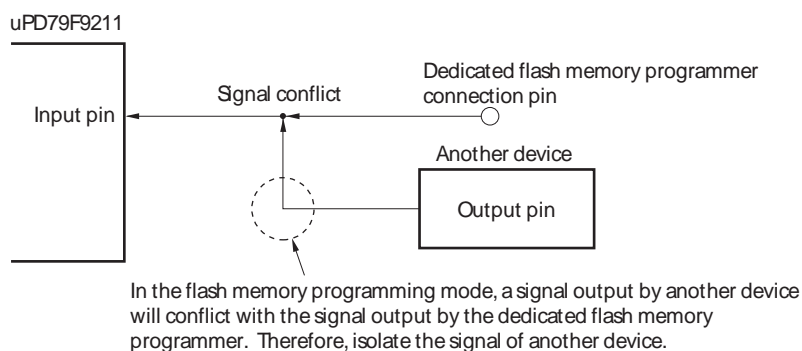 uPD79F9211
Dedicated flash memory programmer
connection pin
Signal conflict
Input pin
Another device
Output pin
In the flash memory programming mode, a signal output by another device
will conflict with the signal output by the dedicated flash memory
programmer. Therefore, isolate the signal of another device.